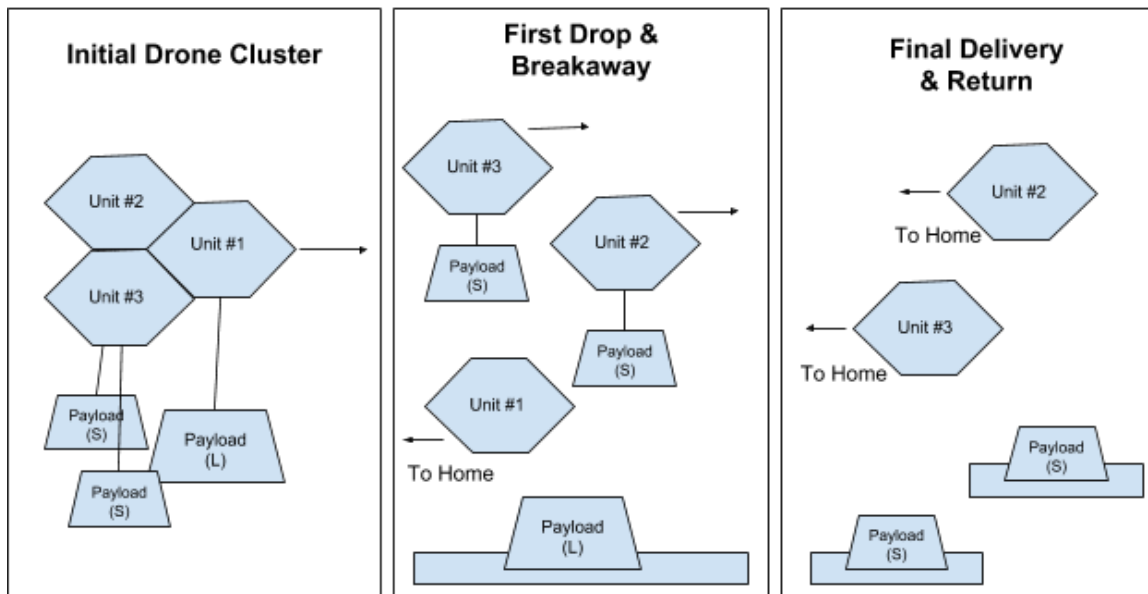 Initial Drone Cluster
Unit #2
Unit #1
Unit #3
Payload
(S)
Payload
(L)
Payload
(S)
First Drop &
Breakaway
Unit #3
Unit #2
Payload
(S)
Payload
(S)
Unit #1
To Home
Payload
(L)
Final Delivery
& Return
Unit #2
To Home
Unit #3
To Home
Payload
(S)
Payload
(S)